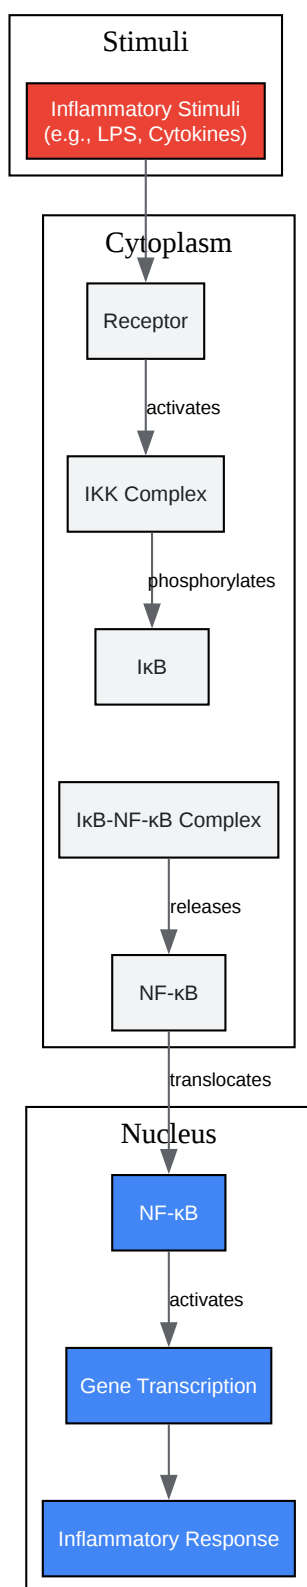 Stimuli
Inflammatory Stimuli
(e.g., LPS, Cytokines)
Cytoplasm
Receptor
activates
IKK Complex
phosphorylates
IκB
IκB-NF-κB Complex
releases
NF-κB
translocates
Nucleus
NF-κB
activates
Gene Transcription
Inflammatory Response